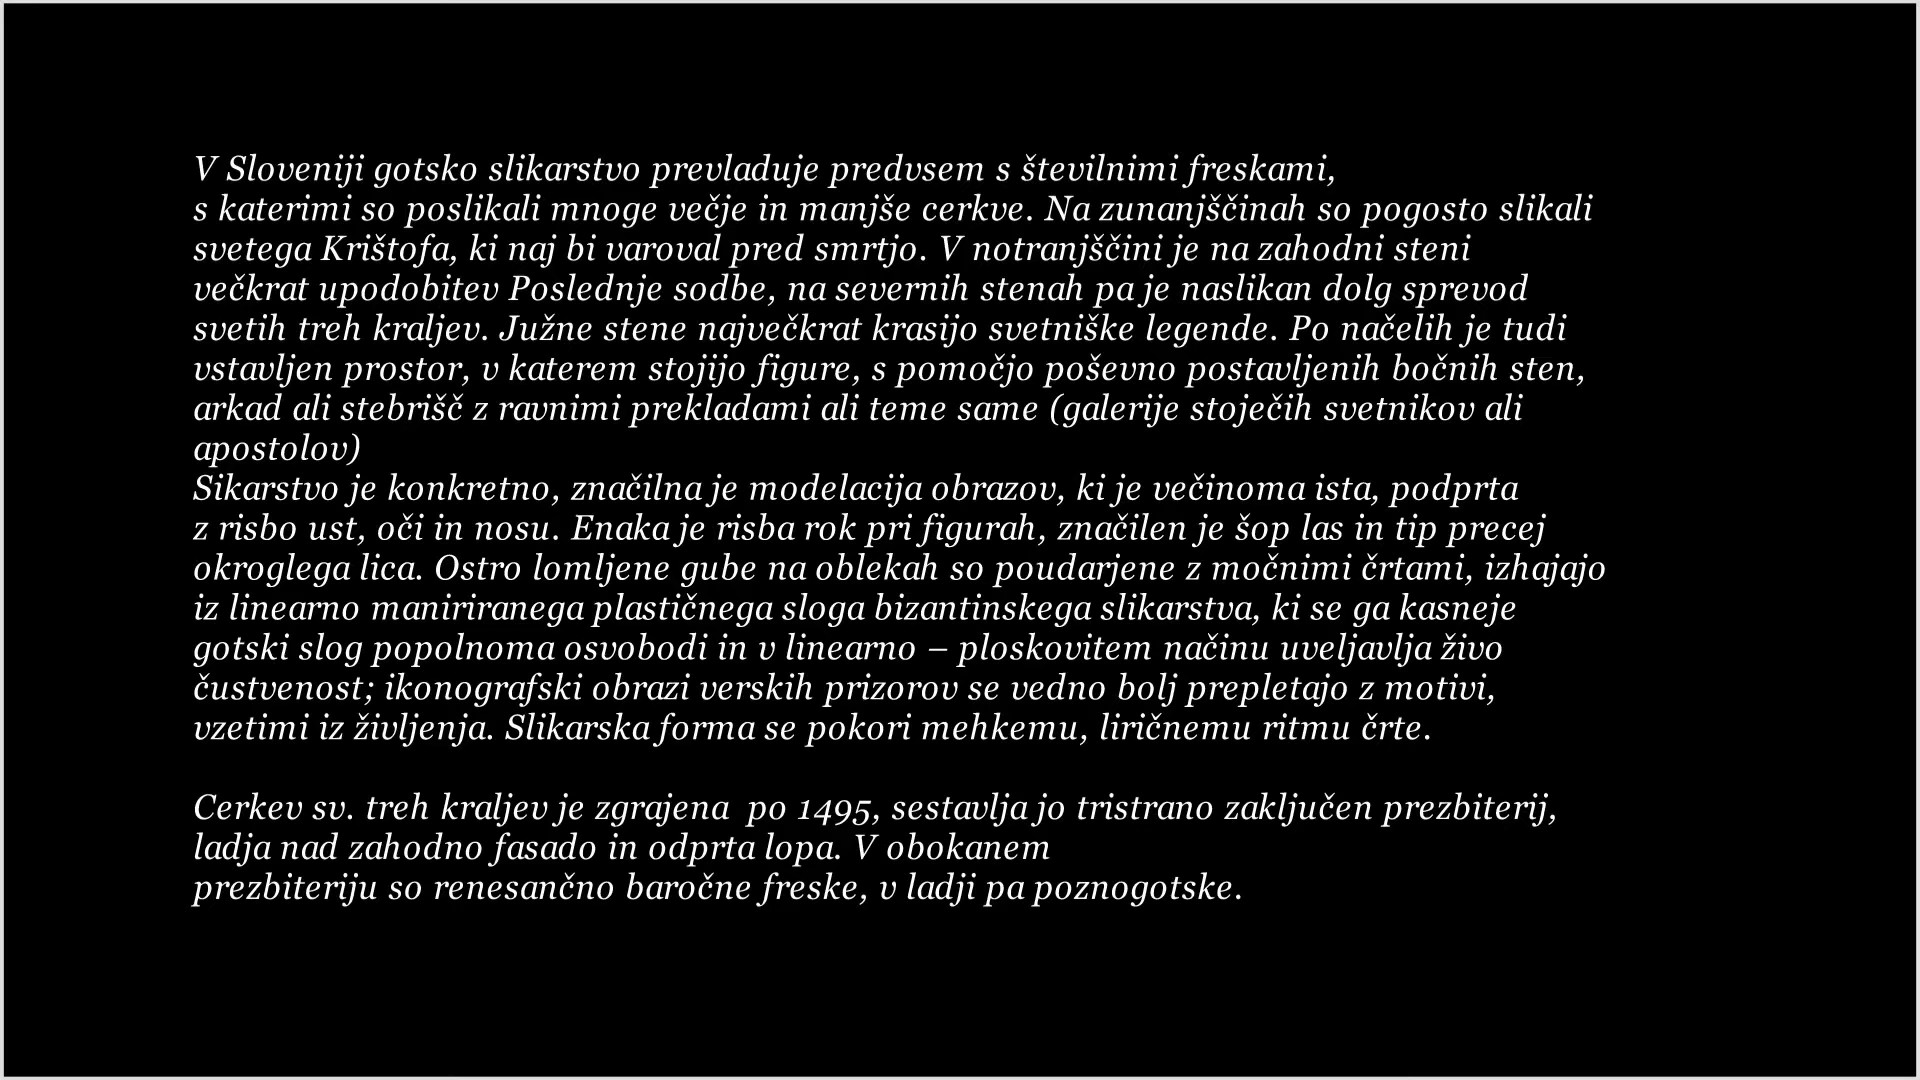 V Sloveniji gotsko slikarstvo prevladuje predvsem s številnimi freskami,
s katerimi so poslikali mnoge večje in manjše cerkve. Na zunanjščinah so pogosto slikali
svetega Krištofa, ki naj bi varoval pred smrtjo. V notranjščini je na zahodni steni
večkrat upodobitev Poslednje sodbe, na severnih stenah pa je naslikan dolg sprevod
svetih treh kraljev. Južne stene največkrat krasijo svetniške legende. Po načelih je tudi
vstavljen prostor, v katerem stojijo figure, s pomočjo poševno postavljenih bočnih sten,
arkad ali stebrišč z ravnimi prekladami ali teme same (galerije stoječih svetnikov ali
apostolov)
Sikarstvo je konkretno, značilna je modelacija obrazov, ki je večinoma ista, podprta
z risbo ust, oči in nosu. Enaka je risba rok pri figurah, značilen je šop las in tip precej
okroglega lica. Ostro lomljene gube na oblekah so poudarjene z močnimi črtami, izhajajo
iz linearno maniriranega plastičnega sloga bizantinskega slikarstva, ki se ga kasneje
gotski slog popolnoma osvobodi in v linearno – ploskovitem načinu uveljavlja živo
čustvenost; ikonografski obrazi verskih prizorov se vedno bolj prepletajo z motivi,
vzetimi iz življenja. Slikarska forma se pokori mehkemu, liričnemu ritmu črte.
Cerkev sv. treh kraljev je zgrajena  po 1495, sestavlja jo tristrano zaključen prezbiterij,
ladja nad zahodno fasado in odprta lopa. V obokanem
prezbiteriju so renesančno baročne freske, v ladji pa poznogotske.